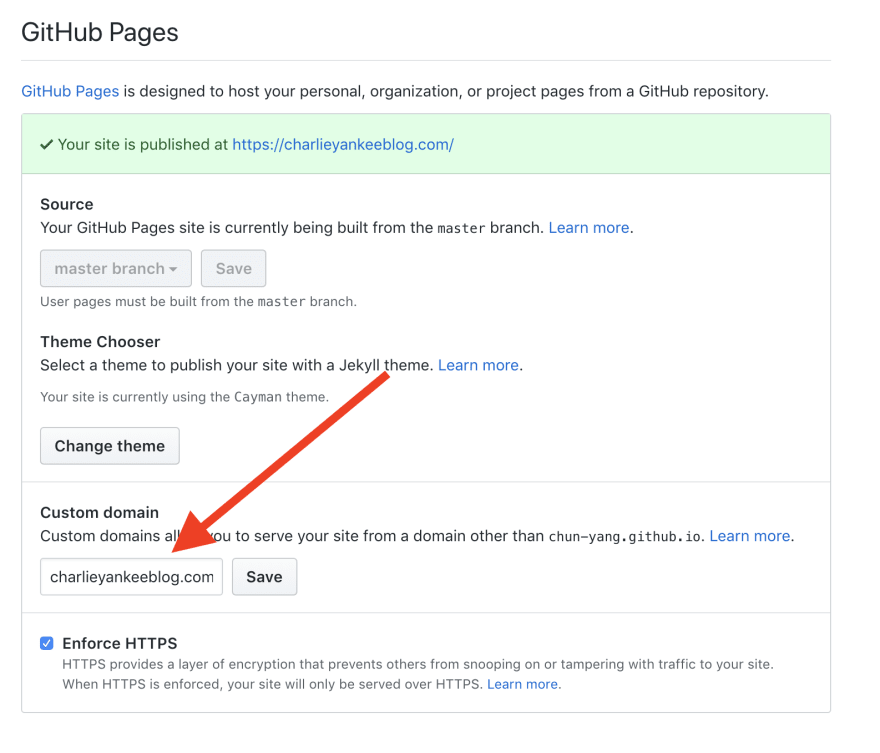 GitHub Pages
GitHub Pages is designed to host your personal, organization, or project pages from a GitHub repository.
Your site is published at https://charlieyankeeblog.com/
Source
Your GitHub Pages site is currently being built from the master branch. Learn more.
master branch Save
User pages must be built from the master branch.
Theme Chooser
Select a theme to publish your site with a Jekyll theme. Learn more.
Your site is currently using the Cayman theme.
Change theme
Custom domain
Custom domains allow you to serve your site from a domain other than chun-yang.github.io. Learn more.
charlieyankeeblog.com Save
Enforce HTTPS
HTTPS provides a layer of encryption that prevents others from snooping on or tampering with traffic to your site.
When HTTPS is enforced, your site will only be served over HTTPS. Learn more.